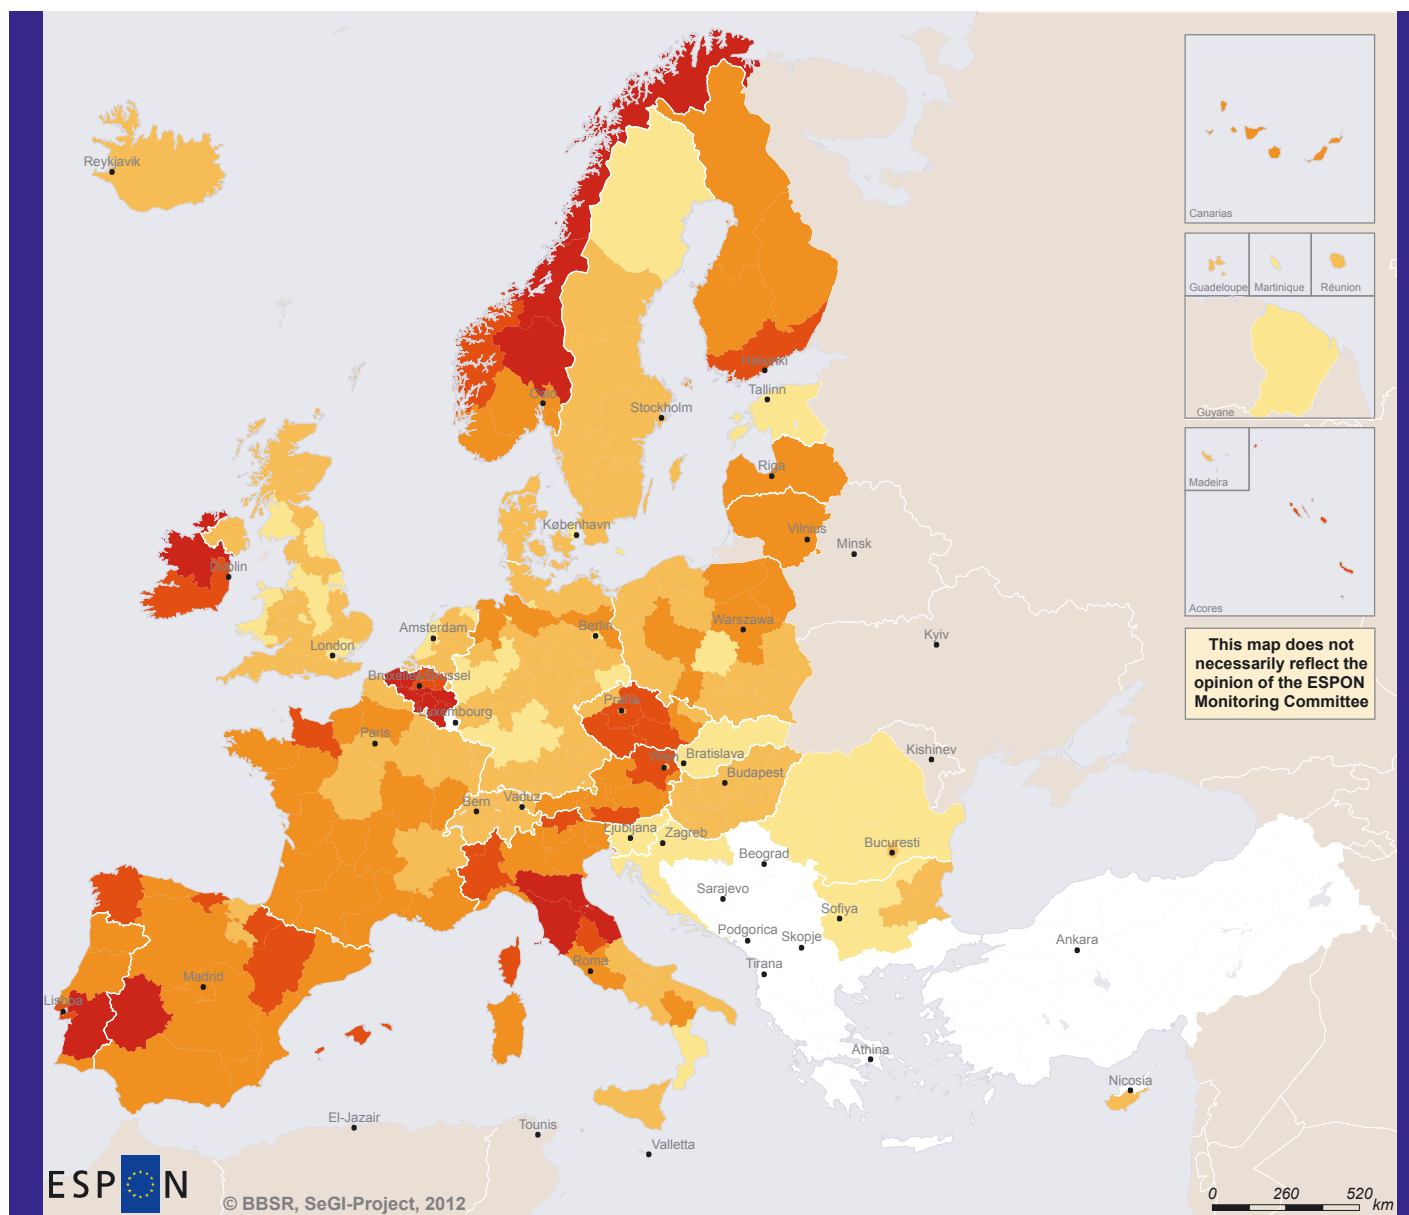 Reykjavik
Canarias
Guadeloupe
Martinique
Réunion
Guyane
Helsinki
Tallinn
Oslo
Stockholm
Riga
Madeira
København
Vilnius
Minsk
Dublin
Acores
Amsterdam
Berlin
Warszawa
Kyiv
London
This map does not
necessarily reflect the
opinion of the ESPON
Monitoring Committee
Luxembourg
Paris
Praha
Wien
Bratislava
Kishinev
Budapest
Bern
Vaduz
Ljubljana
Zagreb
Bucuresti
Beograd
Sarajevo
Sofiya
Podgorica
Skopje
Ankara
Tirana
Roma
Madrid
Lisboa
Athina
Nicosia
El-Jazair
Tounis
Valletta
ESPON
© BBSR, SeGI-Project, 2012
0 260 520
km